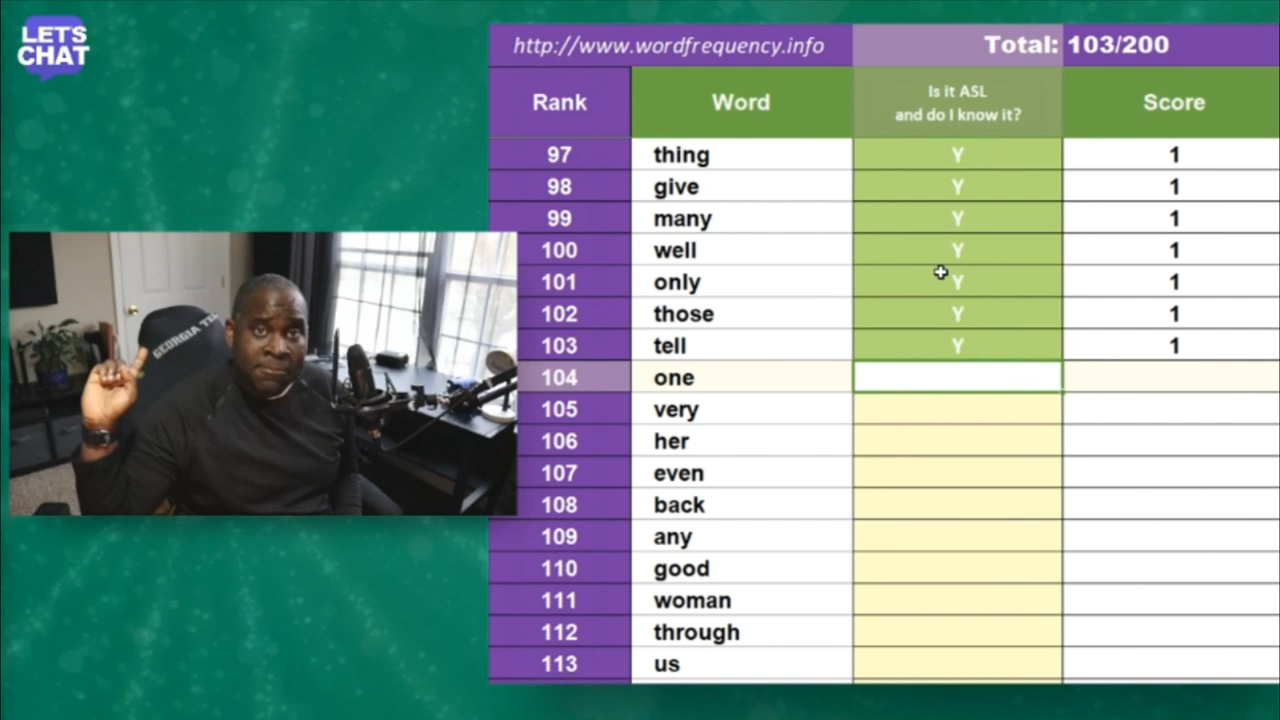 LET'S
CHAT
http://www.wordfrequency.info Total: 103/200
Rank Word Is it ASL and do I know it? Score
97 thing Y 1
98 give Y 1
99 many Y 1
100 well Y 1
101 only Y 1
102 those Y 1
103 tell Y 1
104 one
105 very
106 her
107 even
108 back
109 any
110 good
111 woman
112 through
113 us
GEORGIA